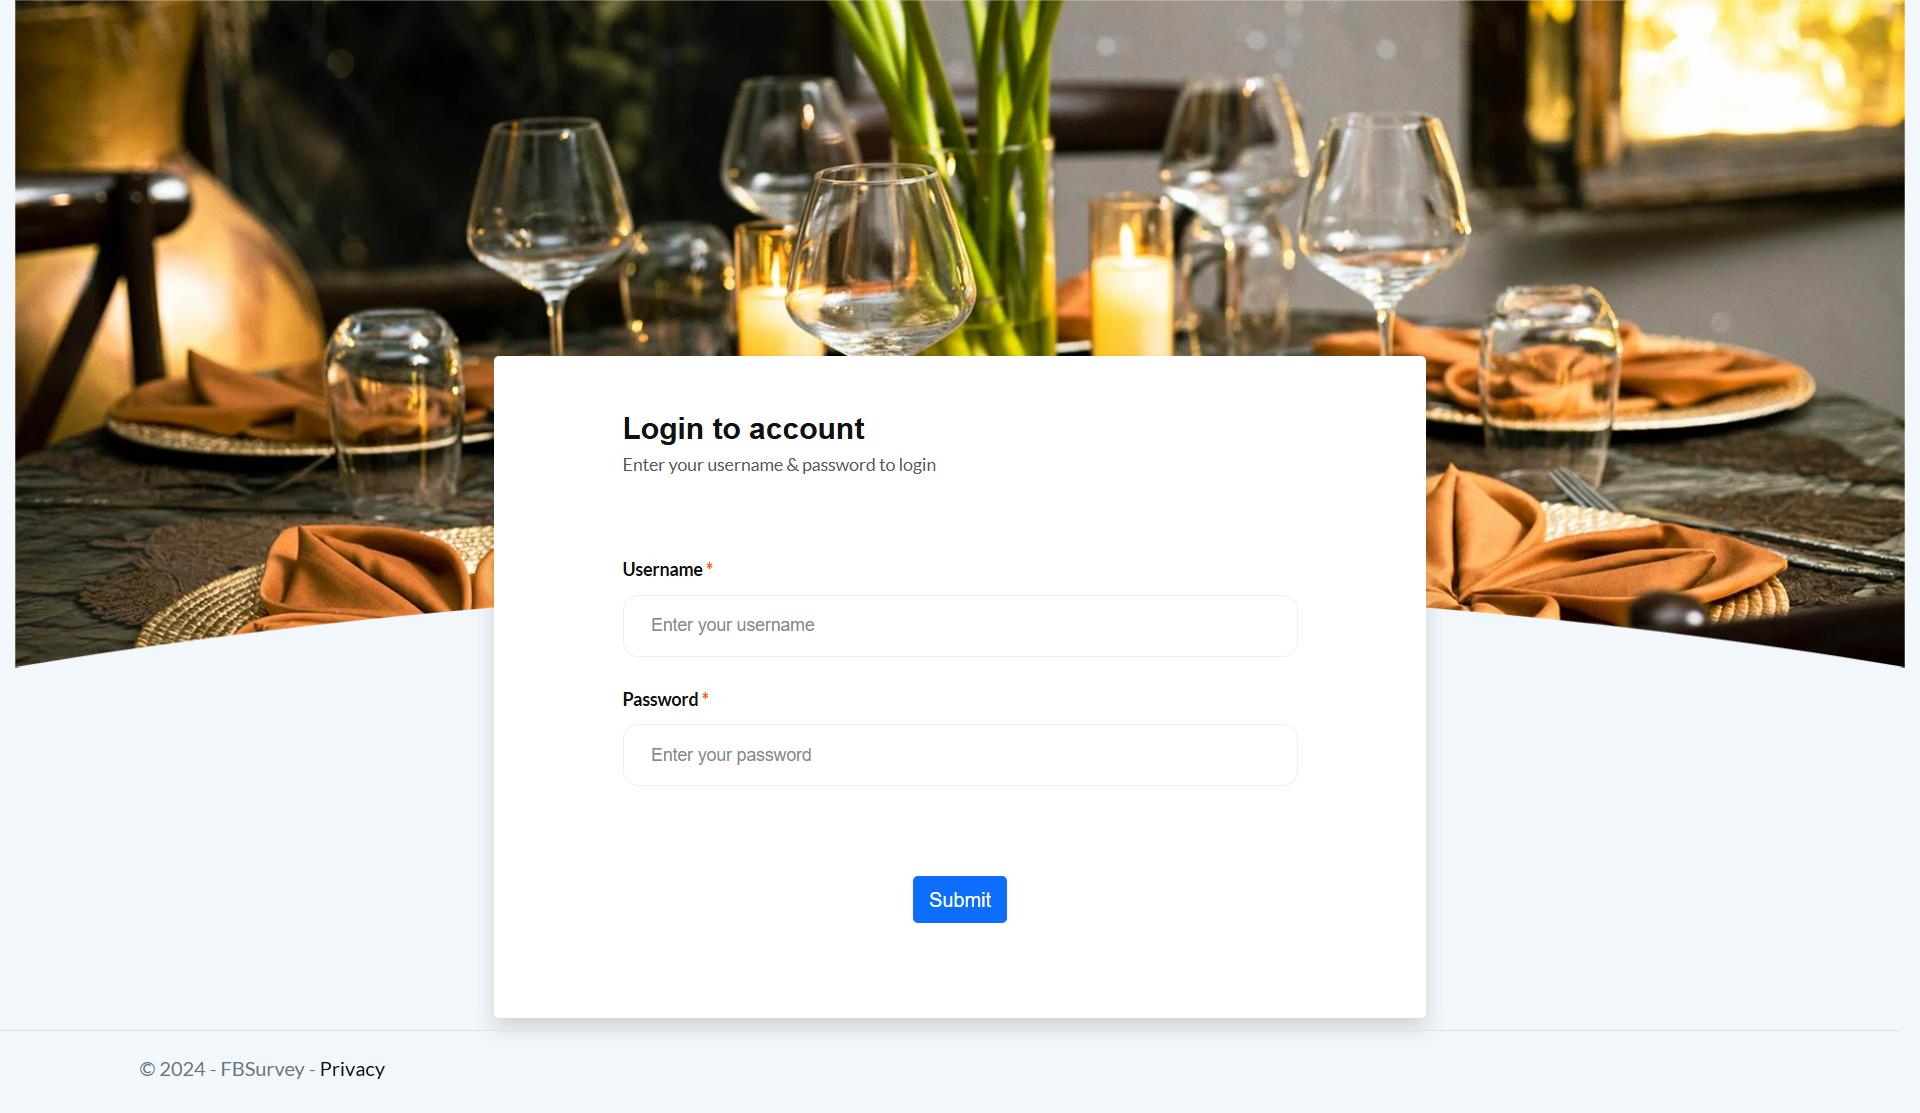 Login to account
Enter your username & password to login
Username *
Enter your username
Password *
Enter your password
Submit
© 2024 - FBSurvey - Privacy